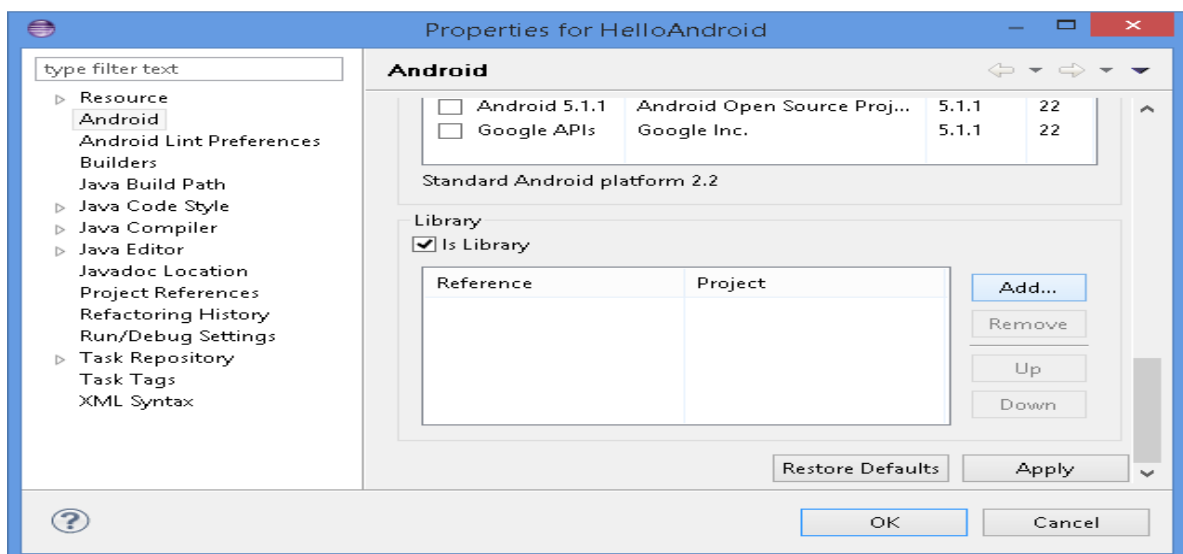 Properties for HelloAndroid
type filter text
Resource
Android
Android Lint Preferences
Builders
Java Build Path
Java Code Style
Java Compiler
Java Editor
Javadoc Location
Project References
Refactoring History
Run/Debug Settings
Task Repository
Task Tags
XML Syntax
Android
Android 5.1.1 Android Open Source Proj... 5.1.1 22
Google APIs Google Inc. 5.1.1 22
Standard Android platform 2.2
Library
Is Library
Reference Project
Add...
Remove
Up
Down
Restore Defaults Apply
? OK Cancel